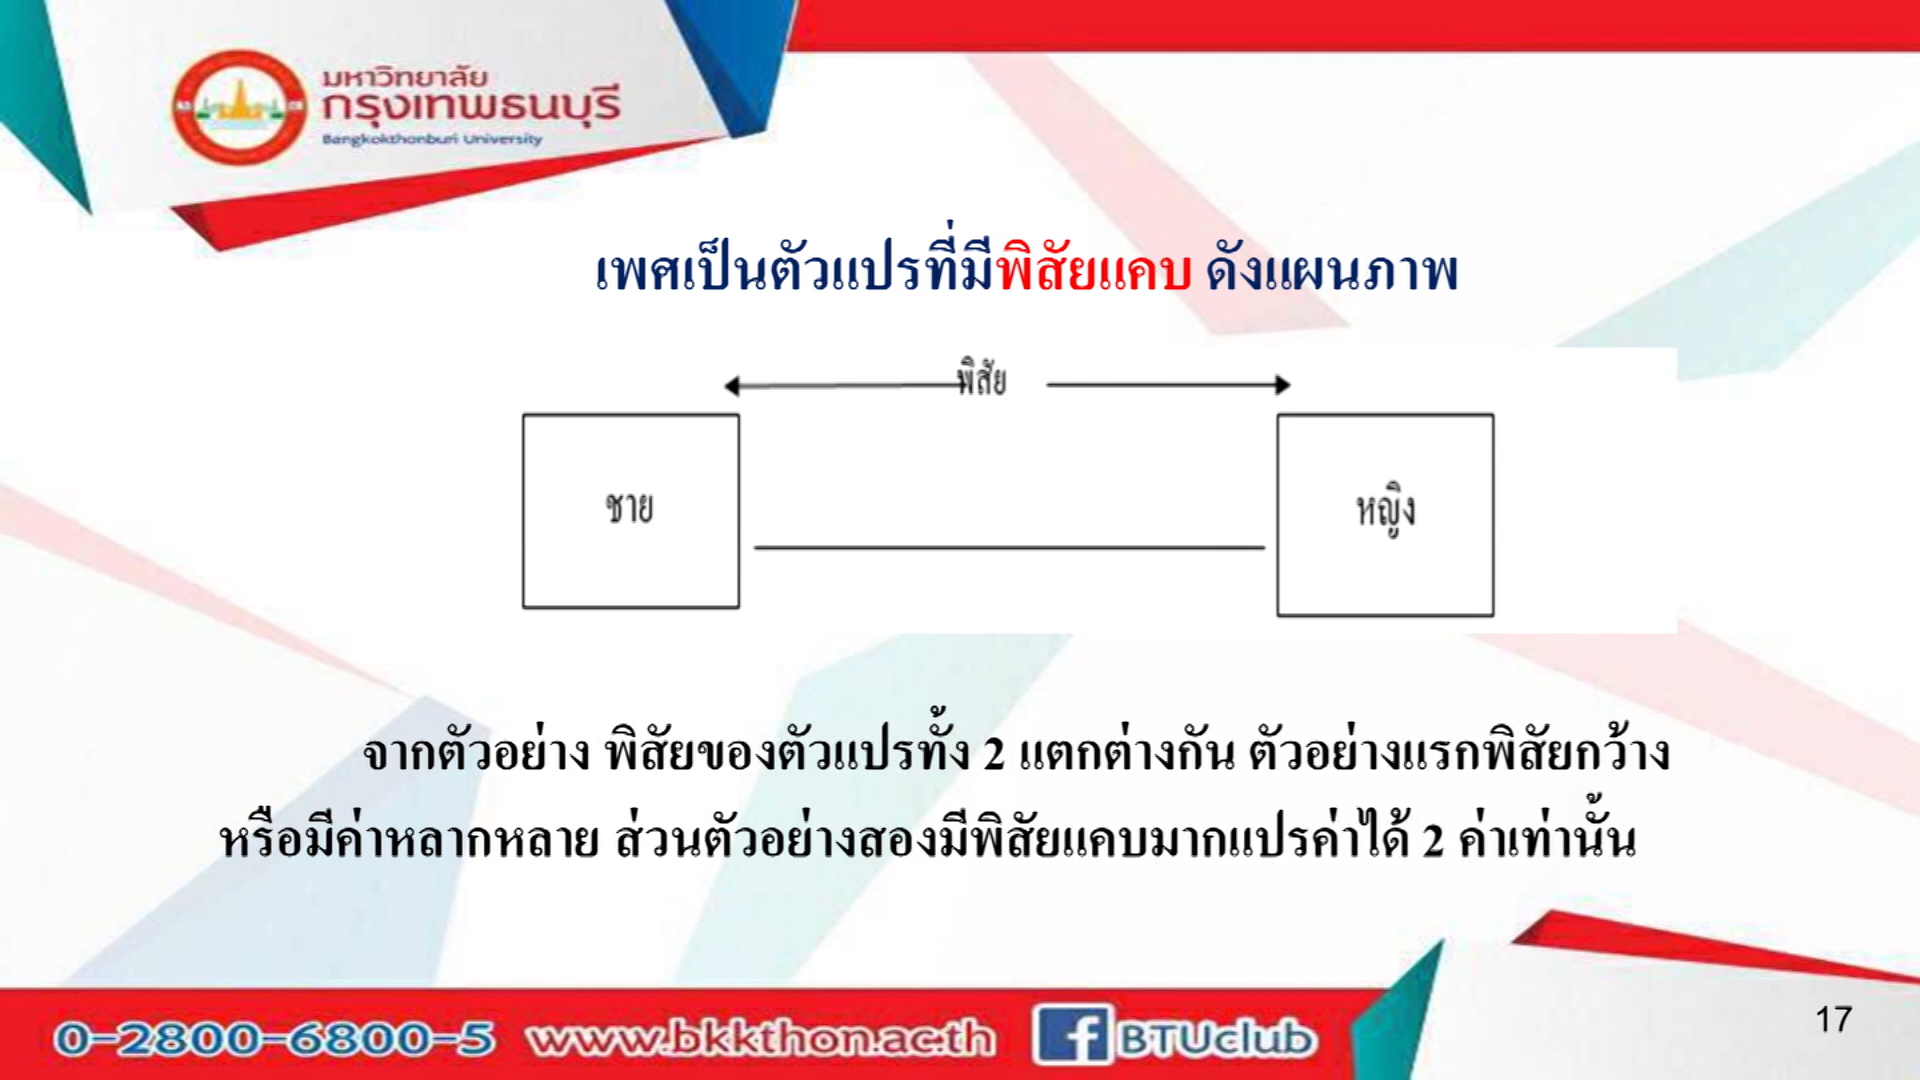 มหาวิทยาลัย
กรุงเทพธนบุรี
Bangkokthonburi University
เพศเป็นตัวแปรที่มีพิสัยแคบ ดังแผนภาพ
พิสัย
ชาย
หญิง
จากตัวอย่าง พิสัยของตัวแปรทั้ง 2 แตกต่างกัน ตัวอย่างแรกพิสัยกว้าง
หรือมีค่าหลากหลาย ส่วนตัวอย่างสองมีพิสัยแคบมากแปรค่าได้ 2 ค่าเท่านั้น
0-2800-6800-5 www.bkkthon.ac.th f BTUclub
17